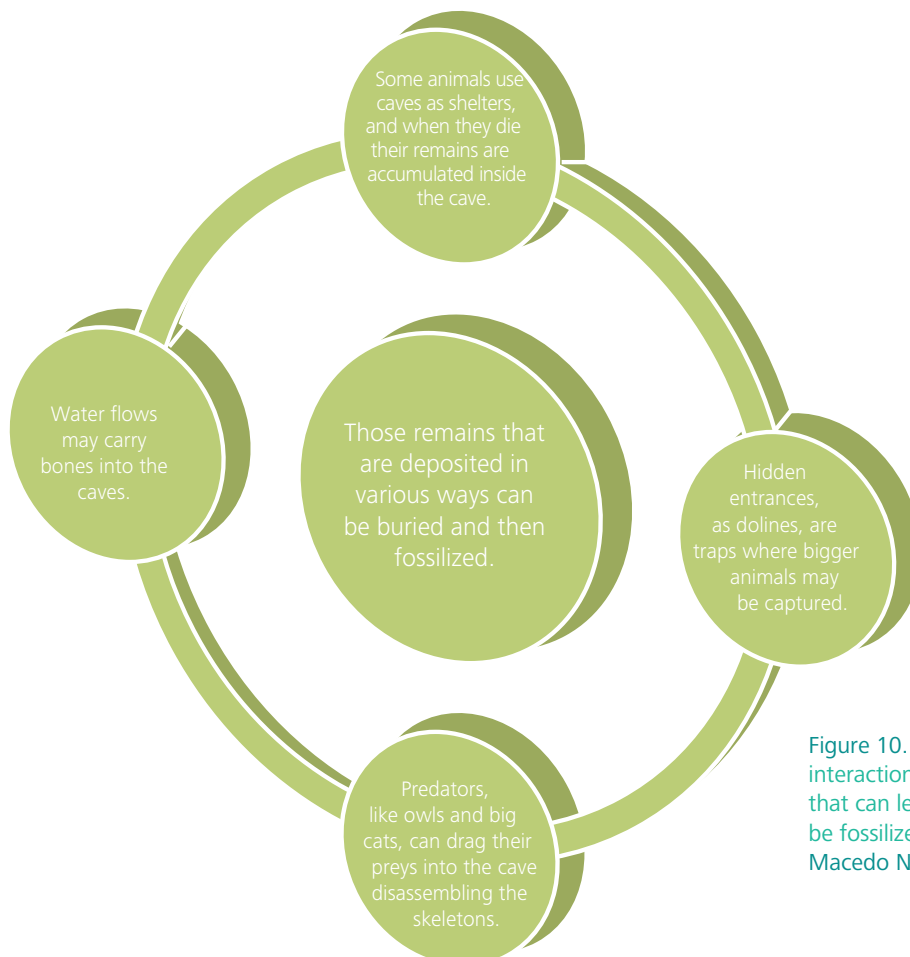 Some animals use
caves as shelters,
and when they die
their remains are
accumulated inside
the cave.
Water flows
may carry
bones into the
caves.
Those remains that
are deposited in
various ways can
be buried and then
fossilized.
Hidden
entrances,
as dolines, are
traps where bigger
animals may
be captured.
Predators,
like owls and big
cats, can drag their
preys into the cave
disassembling the
skeletons.
Figure 10.
interaction
that can le
be fossilize
Macedo N